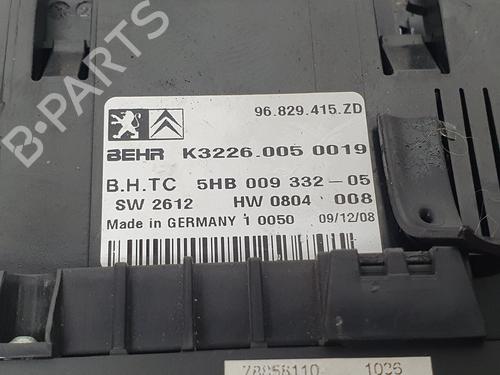 96.829.415.ZD
BEHR K3226.005 0019
B.H.TC 5HB 009 332-05
SW 2612 HW 0804 008
Made in GERMANY 1 0050 09/12/08
1036